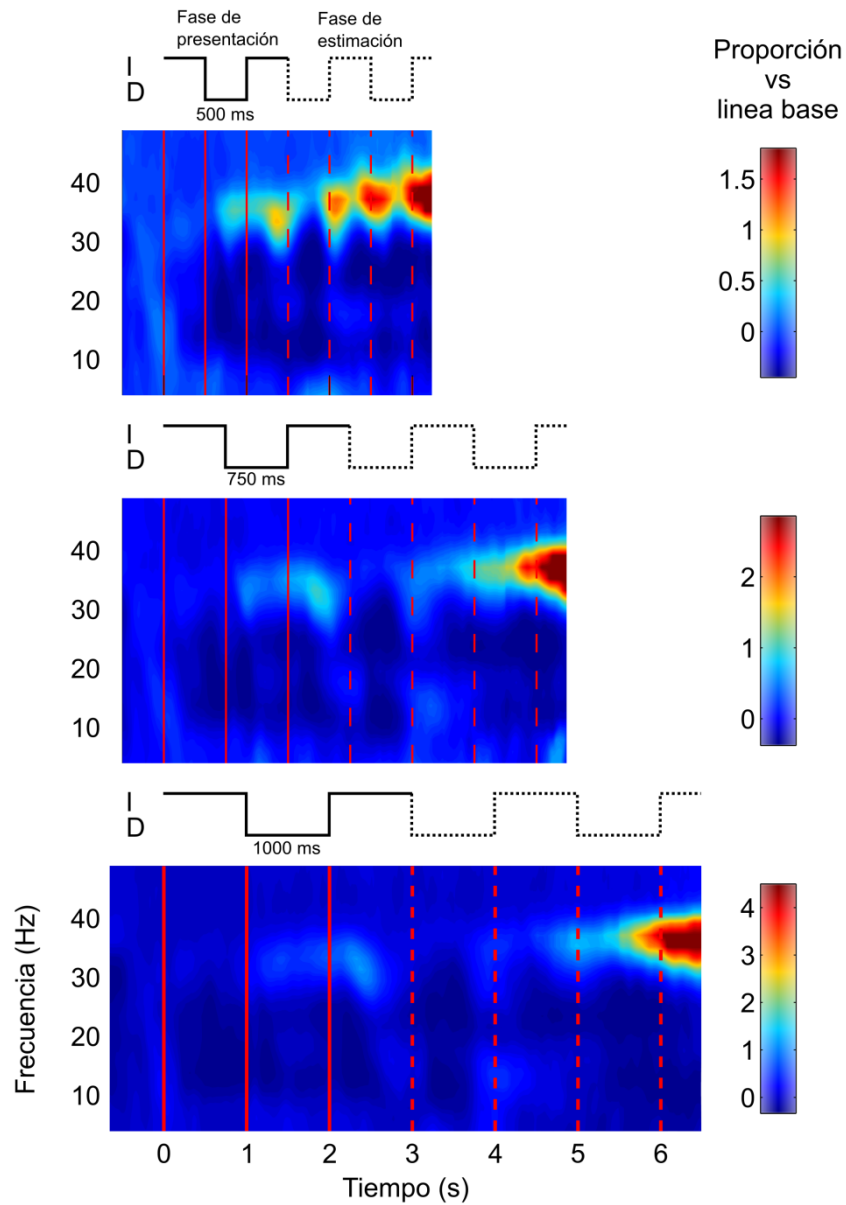 Fase de
presentación
Fase de
estimación
I
D
500 ms
Proporción
vs
linea base
40
30
20
10
1.5
1
0.5
0
I
D
750 ms
40
30
20
10
2
1
0
I
D
1000 ms
Frecuencia (Hz)
40
30
20
10
4
3
2
1
0
0 1 2 3 4 5 6
Tiempo (s)